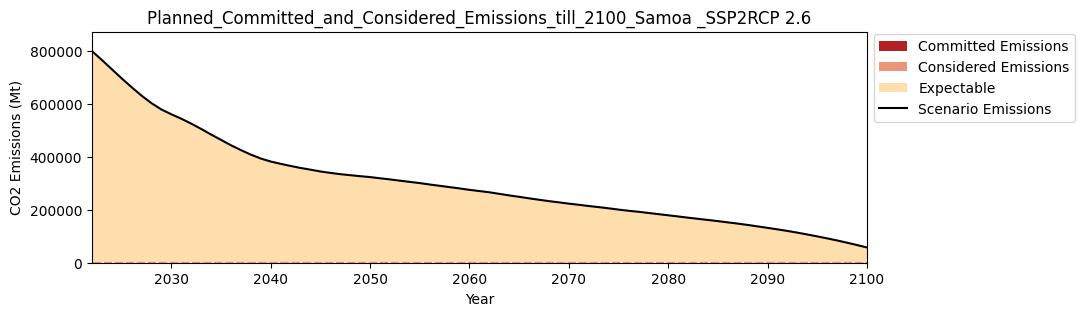 Planned_Committed_and_Considered_Emissions_till_2100_Samoa _SSP2RCP 2.6
Committed Emissions
Considered Emissions
Expectable
Scenario Emissions
CO2 Emissions (Mt)
800000
600000
400000
200000
0
2030
2040
2050
2060
2070
2080
2090
2100
Year